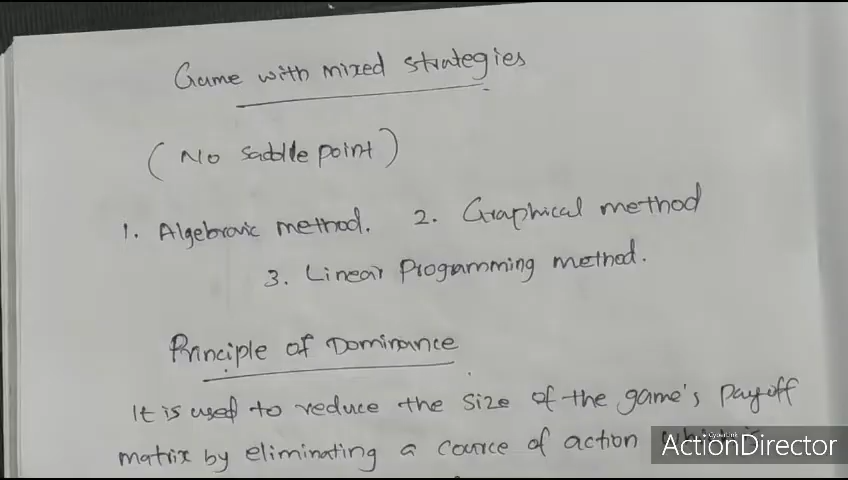 Game with mixed strategies
(No saddle point)
1. Algebraic method. 2. Graphical method
3. Linear Programming method.
Principle of Dominance
It is used to reduce the size of the game's payoff
matrix by eliminating a cource of action
CyberLink
ActionDirector